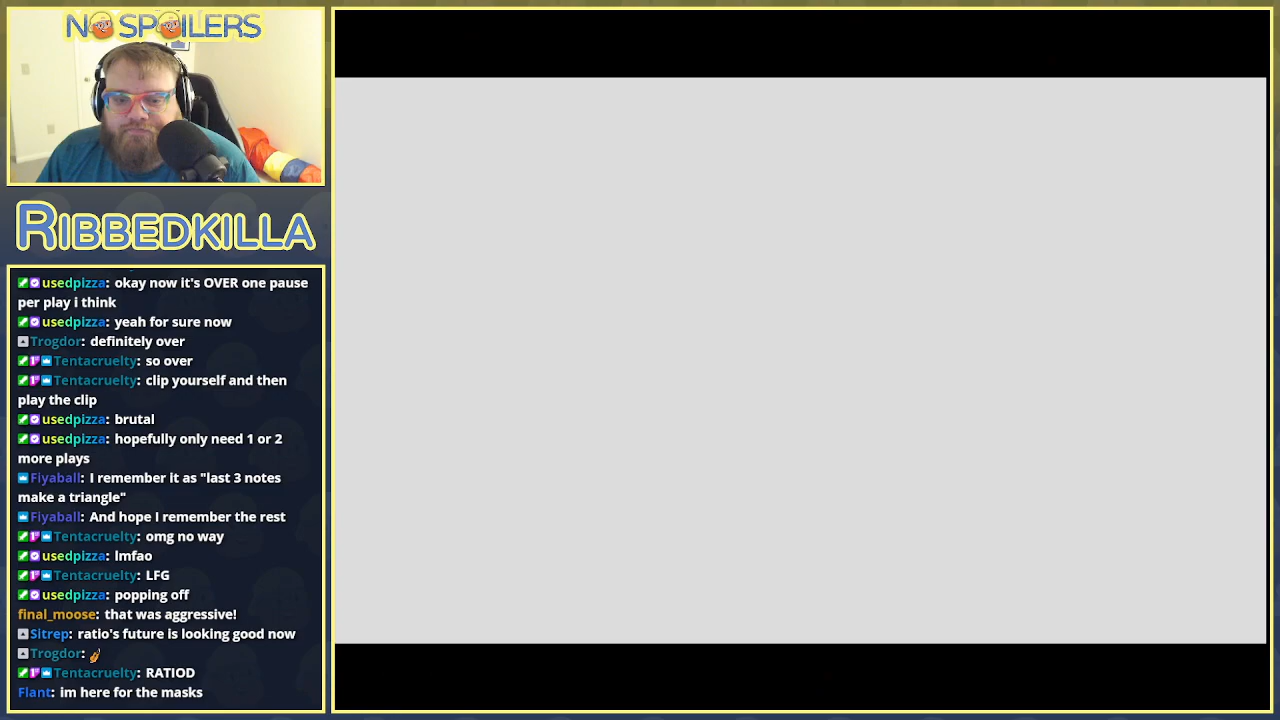 NO SPOILERS
RIBBEDKILLA
usedpizza: okay now it's OVER one pause
per play i think
usedpizza: yeah for sure now
Trogdor: definitely over
Tentacruelty: so over
Tentacruelty: clip yourself and then
play the clip
usedpizza: brutal
usedpizza: hopefully only need 1 or 2
more plays
Fiyaball: I remember it as "last 3 notes
make a triangle"
Fiyaball: And hope I remember the rest
Tentacruelty: omg no way
usedpizza: lmfao
Tentacruelty: LFG
usedpizza: popping off
final_moose: that was aggressive!
Sitrep: ratio's future is looking good now
Trogdor:
Tentacruelty: RATIOD
Flant: im here for the masks